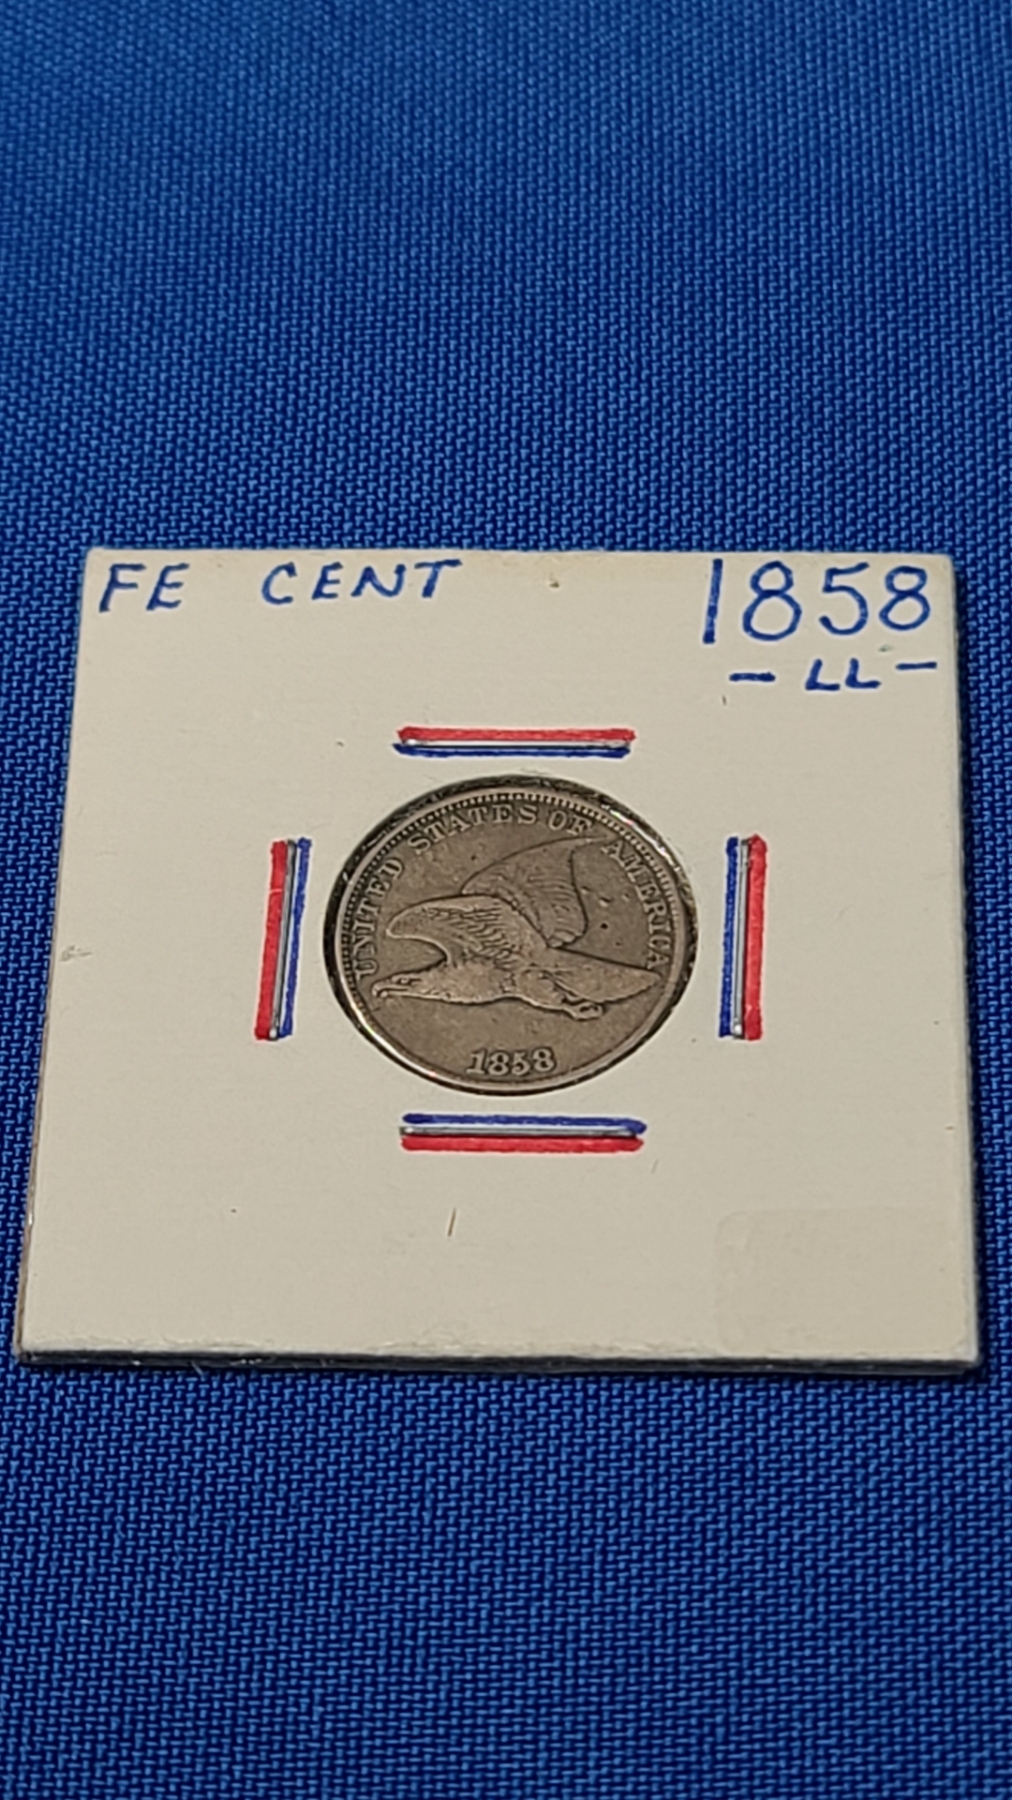 FE CENT 1858
- LL -
UNITED STATES OF AMERICA
1858